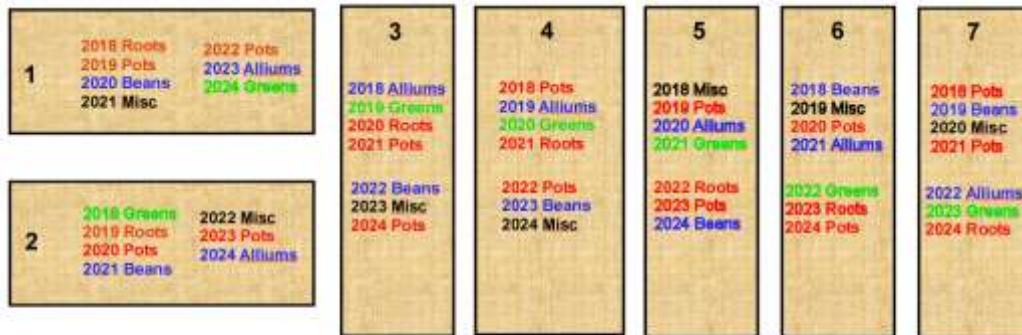 1
2018 Roots
2019 Pots
2020 Beans
2021 Misc
2022 Pots
2023 Alliums
2024 Greens
2
2018 Greens
2019 Roots
2020 Pots
2021 Beans
2022 Misc
2023 Pots
2024 Alliums
3
2018 Alliums
2019 Greens
2020 Roots
2021 Pots
2022 Beans
2023 Misc
2024 Pots
4
2018 Pots
2019 Alliums
2020 Greens
2021 Roots
2022 Pots
2023 Beans
2024 Misc
5
2018 Misc
2019 Pots
2020 Alliums
2021 Greens
2022 Roots
2023 Pots
2024 Beans
6
2018 Beans
2019 Misc
2020 Pots
2021 Alliums
2022 Greens
2023 Roots
2024 Pots
7
2018 Pots
2019 Beans
2020 Misc
2021 Pots
2022 Alliums
2023 Greens
2024 Roots